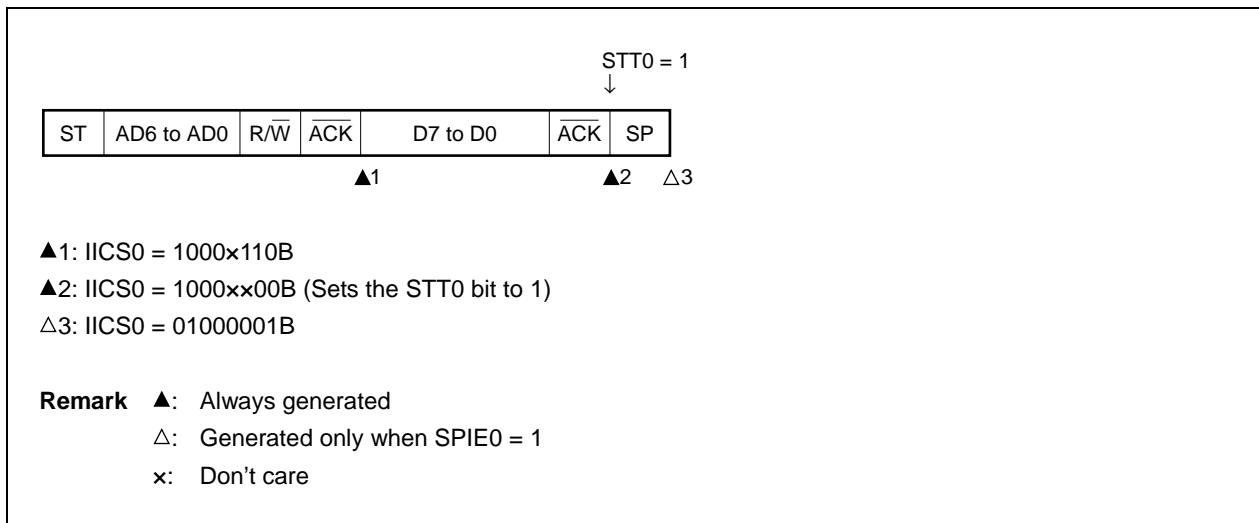 STT0 = 1
↓
ST AD6 to AD0 R/W̅ A̅C̅K̅ D7 to D0 A̅C̅K̅ SP
▲1 ▲2 △3
▲1: IICS0 = 1000×110B
▲2: IICS0 = 1000××00B (Sets the STT0 bit to 1)
△3: IICS0 = 01000001B
Remark ▲: Always generated
△: Generated only when SPIE0 = 1
×: Don't care